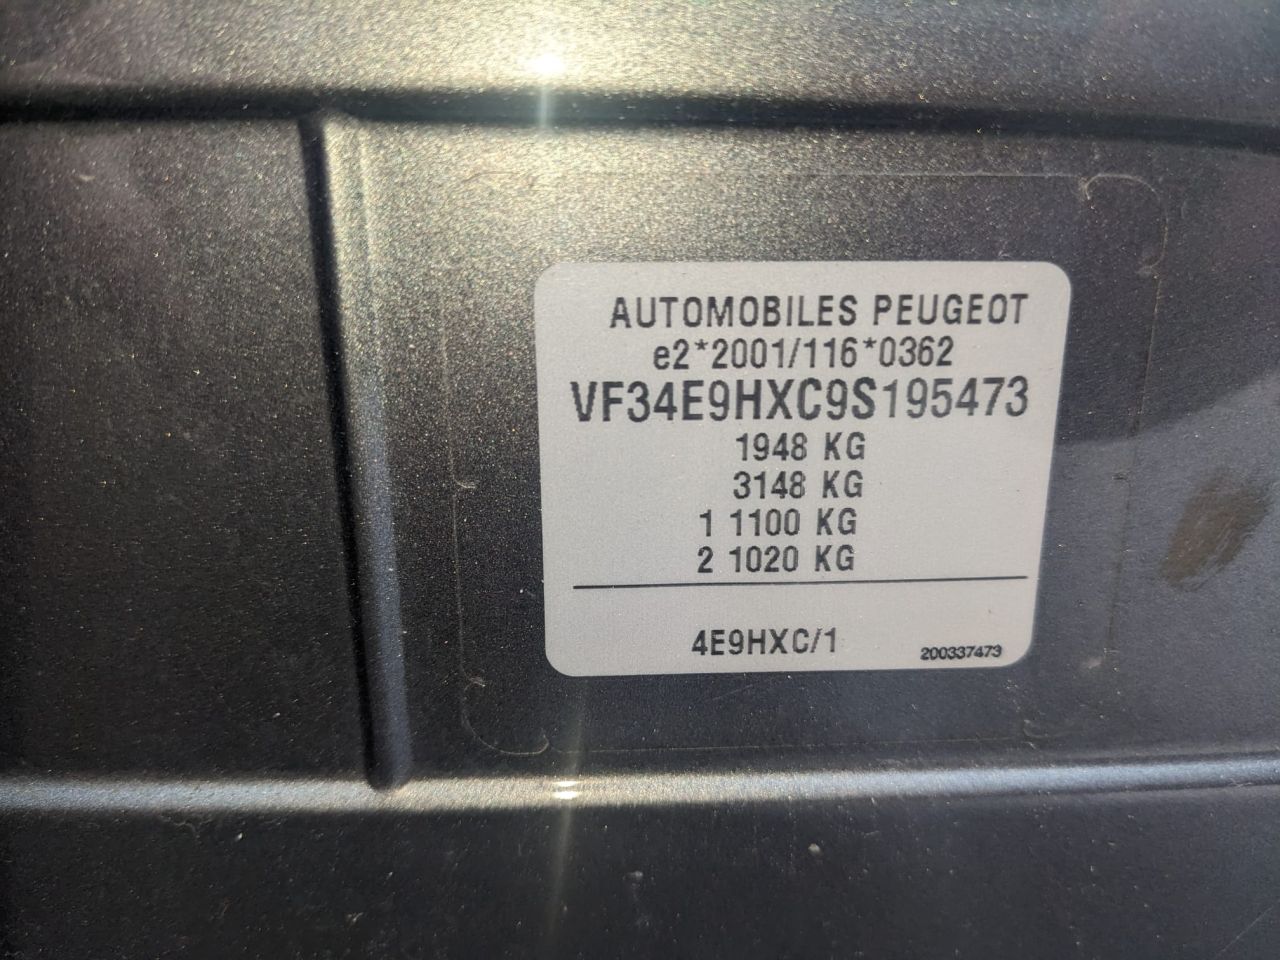 AUTOMOBILES PEUGEOT
e2*2001/116*0362
VF34E9HXC9S195473
1948 KG
3148 KG
1 1100 KG
2 1020 KG
4E9HXC/1
200337473